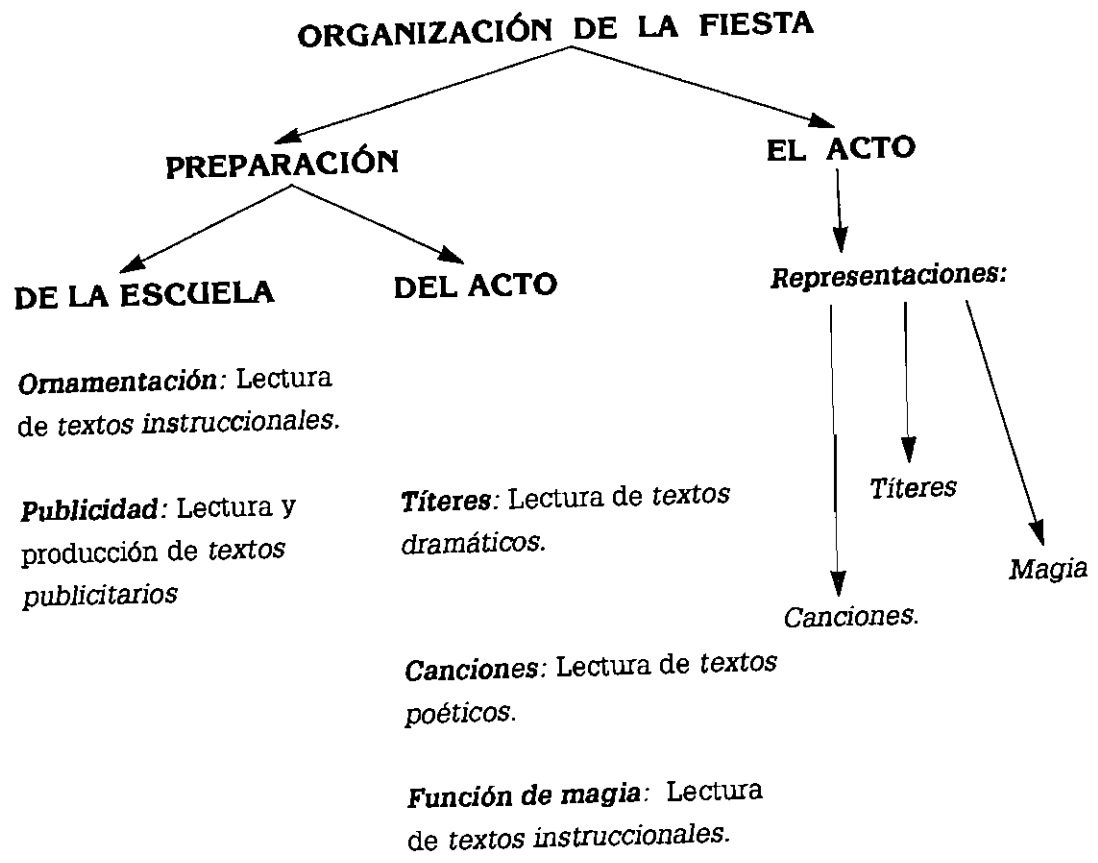 ORGANIZACIÓN DE LA FIESTA
PREPARACIÓN
EL ACTO
DE LA ESCUELA
DEL ACTO
Representaciones:
Ornamentación: Lectura
de textos instruccionales.
Publicidad: Lectura y
producción de textos
publicitarios
Títeres: Lectura de textos
dramáticos.
Títeres
Magia
Canciones.
Canciones: Lectura de textos
poéticos.
Función de magia: Lectura
de textos instruccionales.